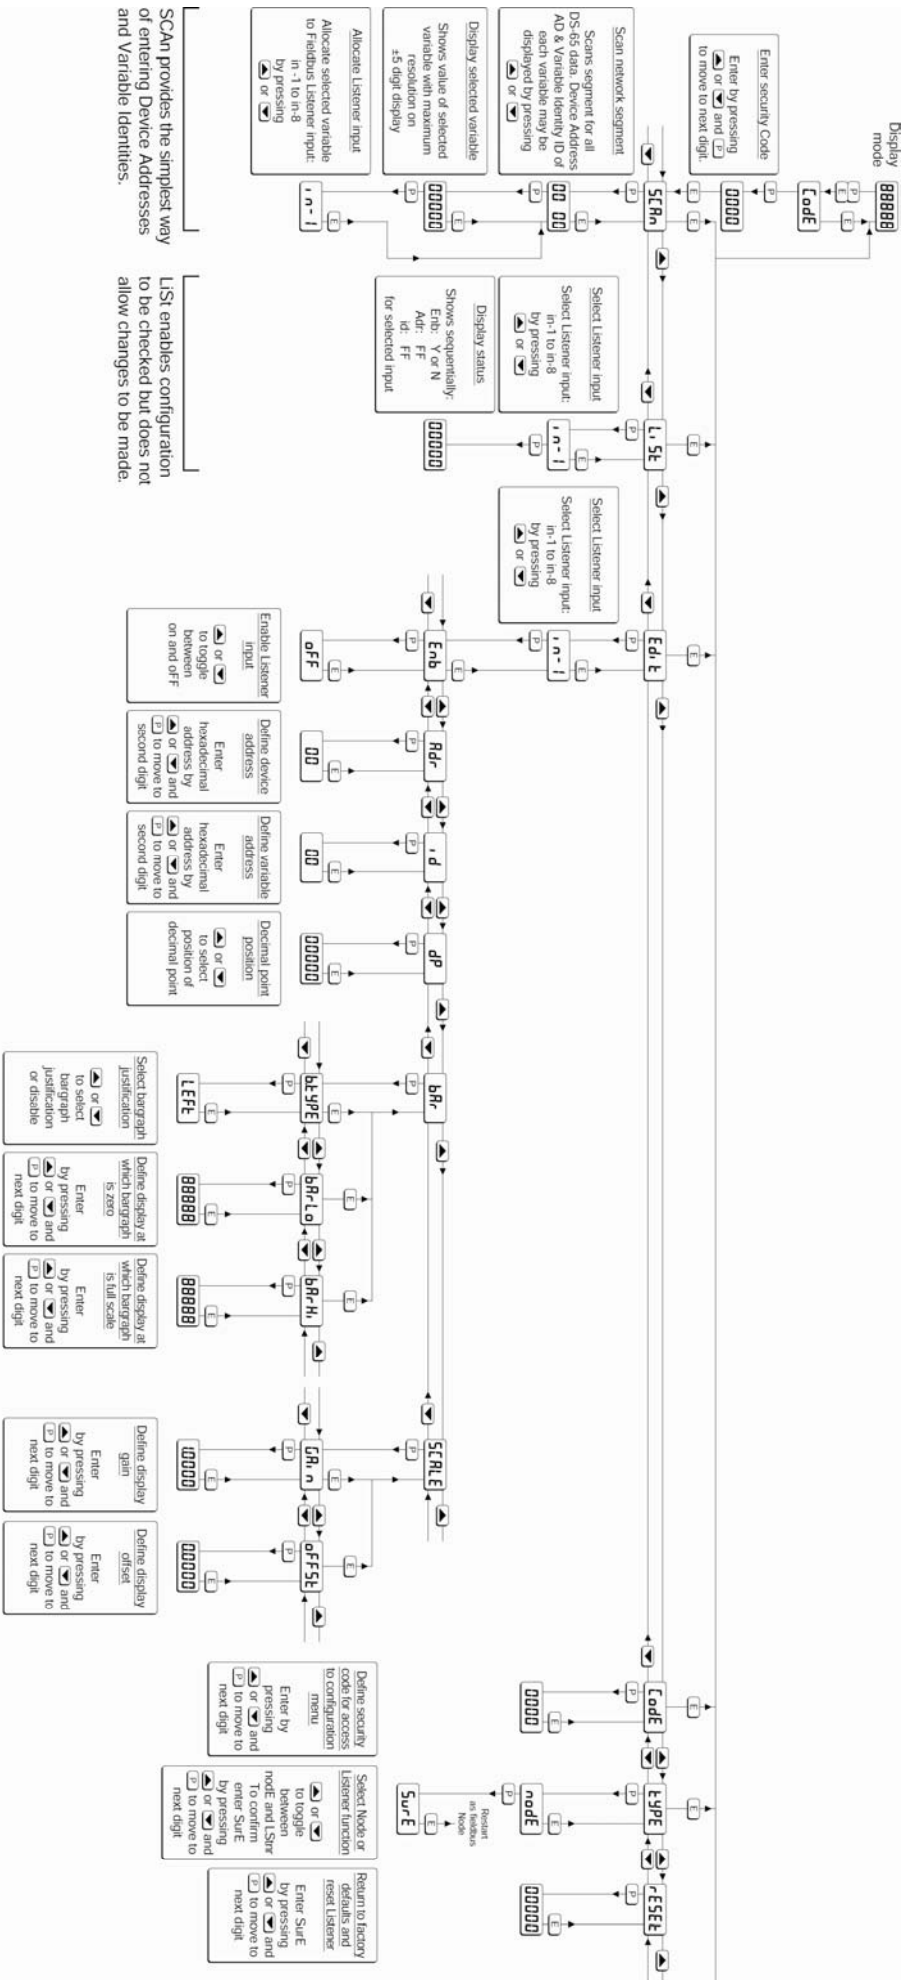 Display
mode
88888
P
P
E
E
CodE
Enter security Code
Enter by pressing
▲ or ▼ and P
to move to next digit.
P
0000
E
E
SCAn
P
E
Scan network segment
Scans segment for all
DS-65 data. Device Address
AD & Variable Identity ID of
each variable may be
displayed by pressing
▲ or ▼
00 00
P
E
Display selected variable
Shows value of selected
variable with maximum
resolution on
±5 digit display
00000
P
E
Allocate Listener input
Allocate selected variable
to Fieldbus Listener input:
in -1 to in-8
by pressing
▲ or ▼
in-1
SCAn provides the simplest way
of entering Device Addresses
and Variable Identities.
E
LiSt
P
E
Select Listener input
Select Listener input:
in-1 to in-8
by pressing
▲ or ▼
in-1
P
Display status
Shows sequentially:
Enb: Y or N
Adr: FF
id: FF
for selected input
00000
LiSt enables configuration
to be checked but does not
allow changes to be made.
E
Edit
P
E
Select Listener input
Select Listener input:
in-1 to in-8
by pressing
▲ or ▼
in-1
P
E
Enb
P
E
oFF
Enable Listener
input
▲ or ▼
to toggle
between
on and oFF
Adr
P
E
00
Define device
address
Enter
hexadecimal
address by
▲ or ▼ and
P to move to
second digit
id
P
E
00
Define variable
address
Enter
hexadecimal
address by
▲ or ▼ and
P to move to
second digit
dP
P
E
00000
Decimal point
position
▲ or ▼
to select
position of
decimal point
bAr
P
E
btYPE
P
E
LEFt
Select bargraph
justification
▲ or ▼
to select
bargraph
justification
or disable
E
bArLo
P
E
88888
Define display at
which bargraph
is zero
Enter
by pressing
▲ or ▼ and
P to move to
next digit
E
bArHi
P
E
88888
Define display at
which bargraph
is full scale
Enter
by pressing
▲ or ▼ and
P to move to
next digit
SCALE
P
E
GAin
P
E
1.0000
Define display
gain
Enter
by pressing
▲ or ▼ and
P to move to
next digit
E
oFFSt
P
E
0.0000
Define display
offset
Enter
by pressing
▲ or ▼ and
P to move to
next digit
E
CodE
P
E
0000
Define security
code for access
to configuration
menu
Enter by
pressing
▲ or ▼ and
P to move to
next digit
E
tYPE
P
E
nodE
P
Restart
as fieldbus
Node
E
SurE
Select Node or
Listener function
▲ or ▼
to toggle
between
nodE and LStnr
To confirm
enter SurE
by pressing
▲ or ▼ and
P to move to
next digit
rESEt
P
E
00000
Return to factory
defaults and
reset Listener
Enter SurE
by pressing
▲ or ▼ and
P to move to
next digit